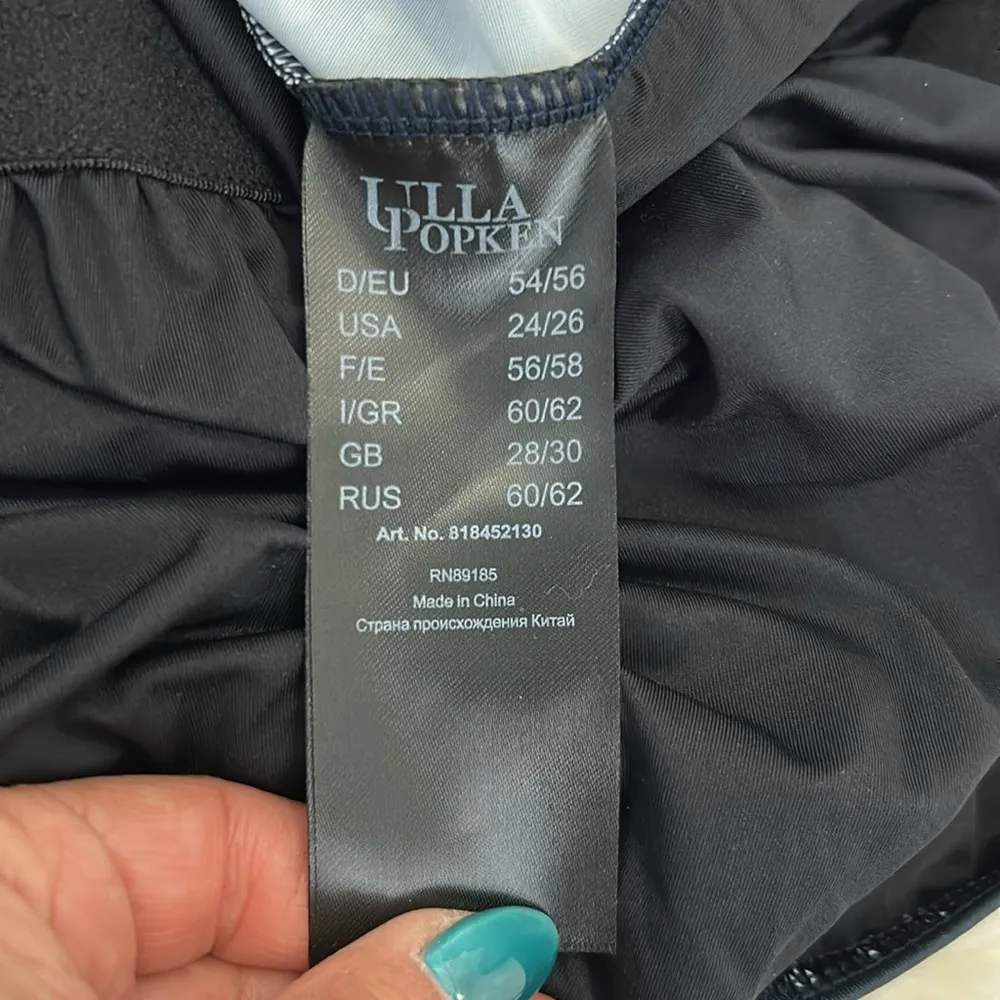 ULLA
POPKEN
D/EU 54/56
USA 24/26
F/E 56/58
I/GR 60/62
GB 28/30
RUS 60/62
Art. No. 818452130
RN89185
Made in China
Страна происхождения Китай